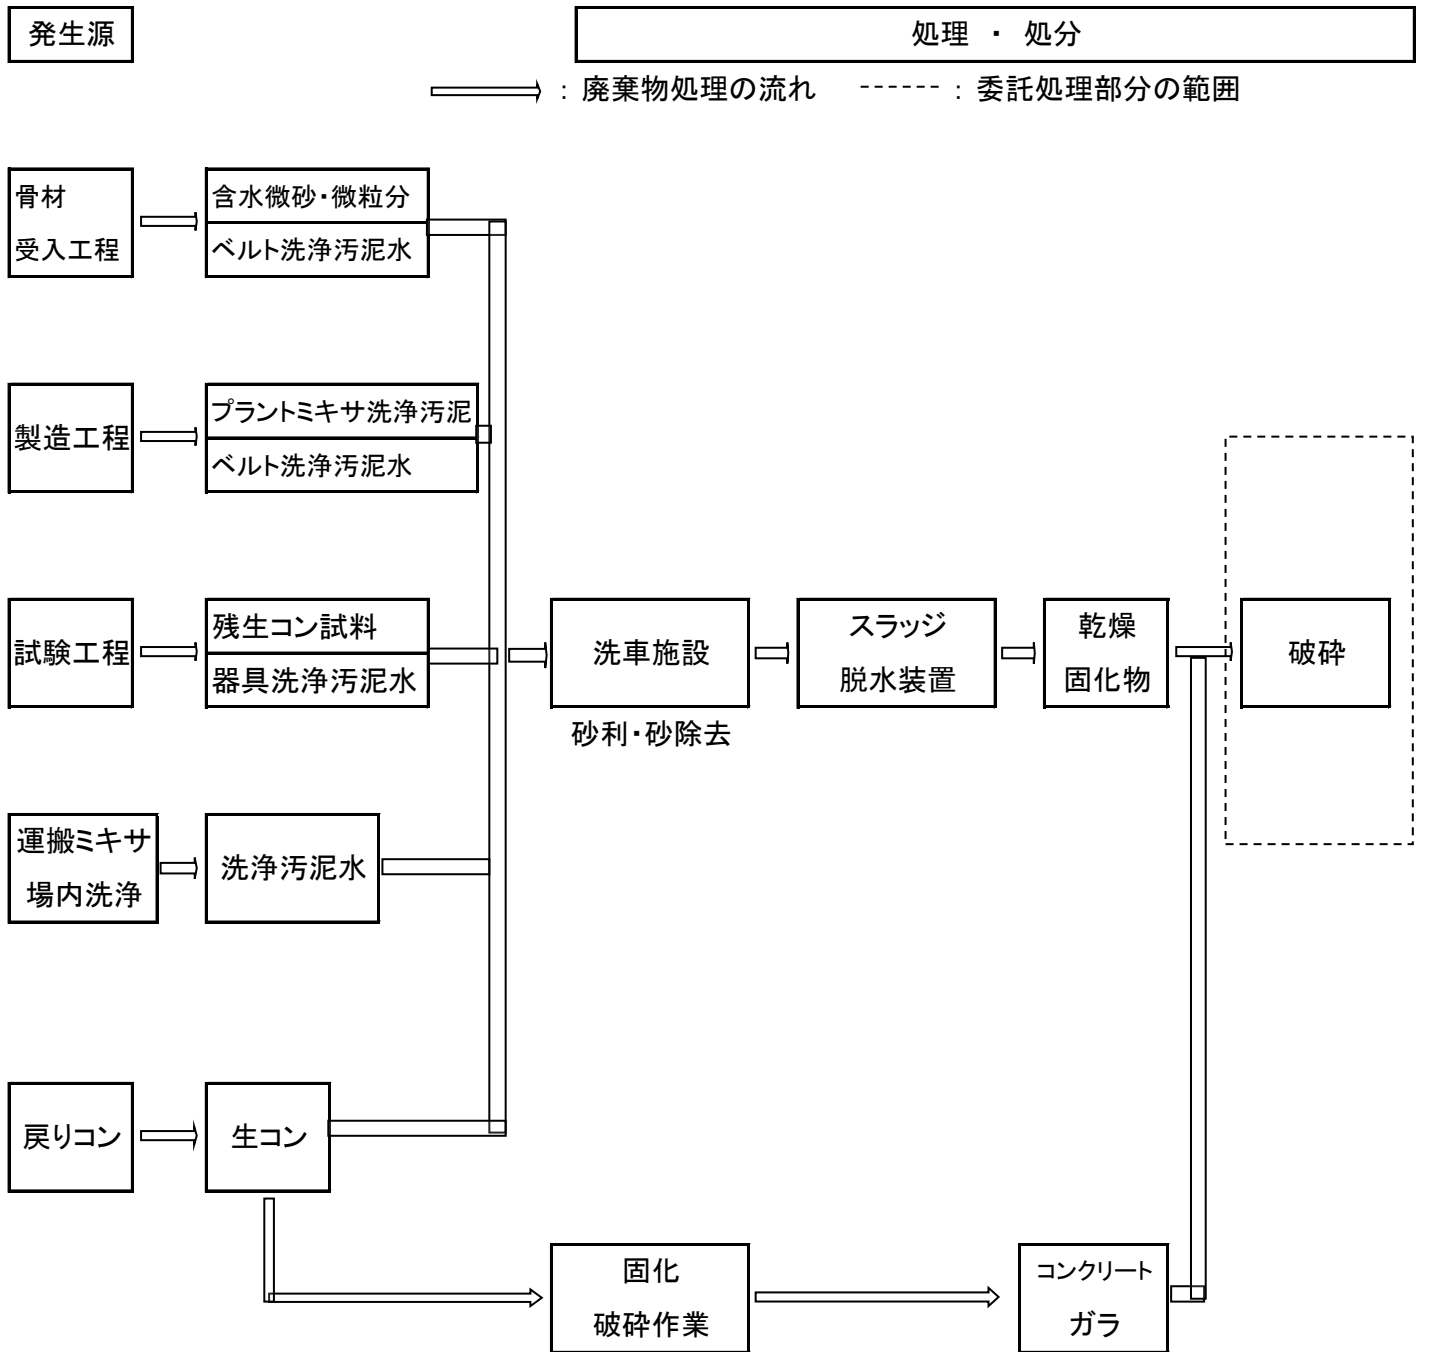 発生源
処理 ・ 処分
: 廃棄物処理の流れ ------ : 委託処理部分の範囲
骨材
受入工程
含水微砂・微粒分
ベルト洗浄汚泥水
製造工程
プラントミキサ洗浄汚泥
ベルト洗浄汚泥水
試験工程
残生コン試料
器具洗浄汚泥水
洗車施設
砂利・砂除去
スラッジ
脱水装置
乾燥
固化物
破砕
運搬ミキサ
場内洗浄
洗浄汚泥水
戻りコン
生コン
固化
破砕作業
コンクリート
ガラ